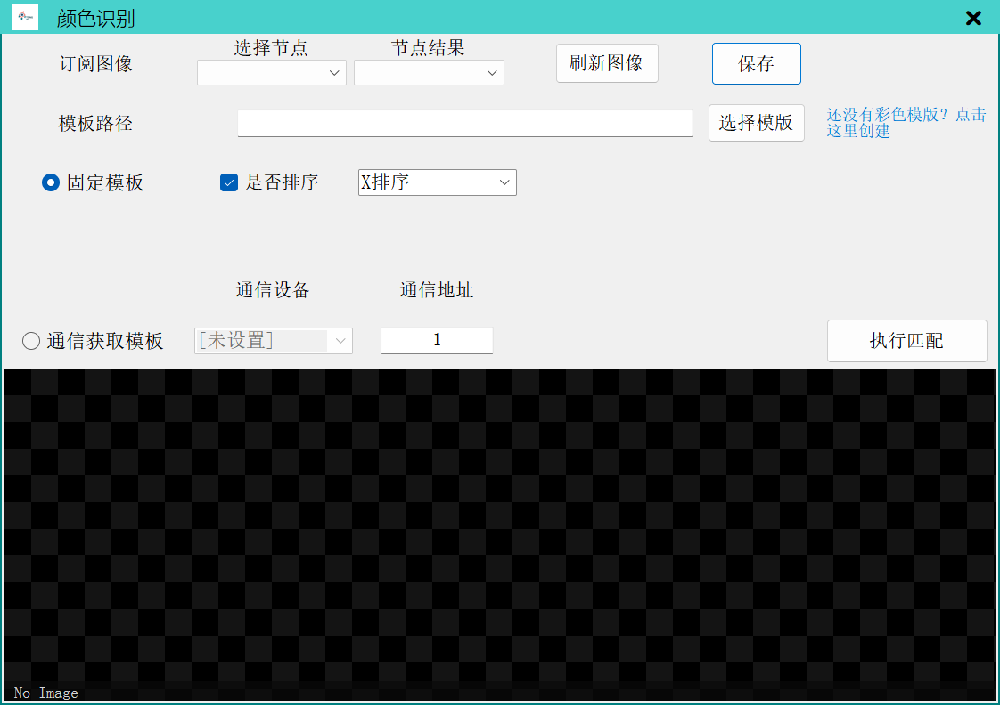 颜色识别
选择节点 节点结果
订阅图像 刷新图像 保存
模板路径 选择模版 还没有彩色模版？点击
这里创建
固定模板 是否排序 X排序
通信设备 通信地址
通信获取模板 [未设置] 1 执行匹配
No Image